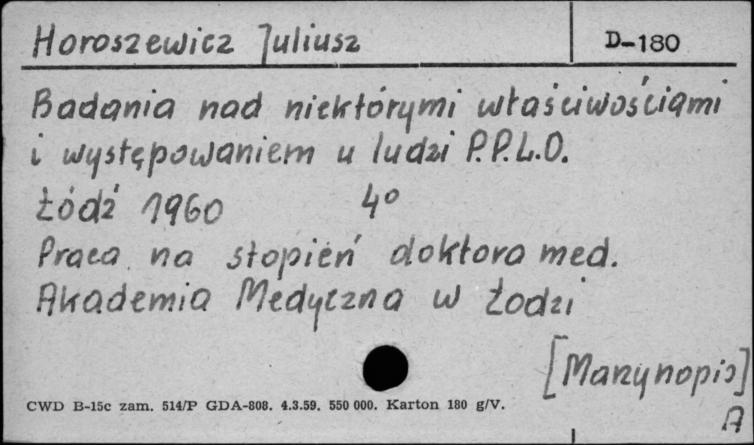 Horoszewicz Juliusz D-180
Badania nad niektórymi właściwościami
i występowaniem u ludzi P.P.L.O.
Łódź 1960 4°
Praca na stopień doktora med.
Akademia Medyczna w Łodzi
[Maszynopis]
CWD B-15c zam. 514/P GDA-808. 4.3.59. 550 000. Karton 180 g/V.
A